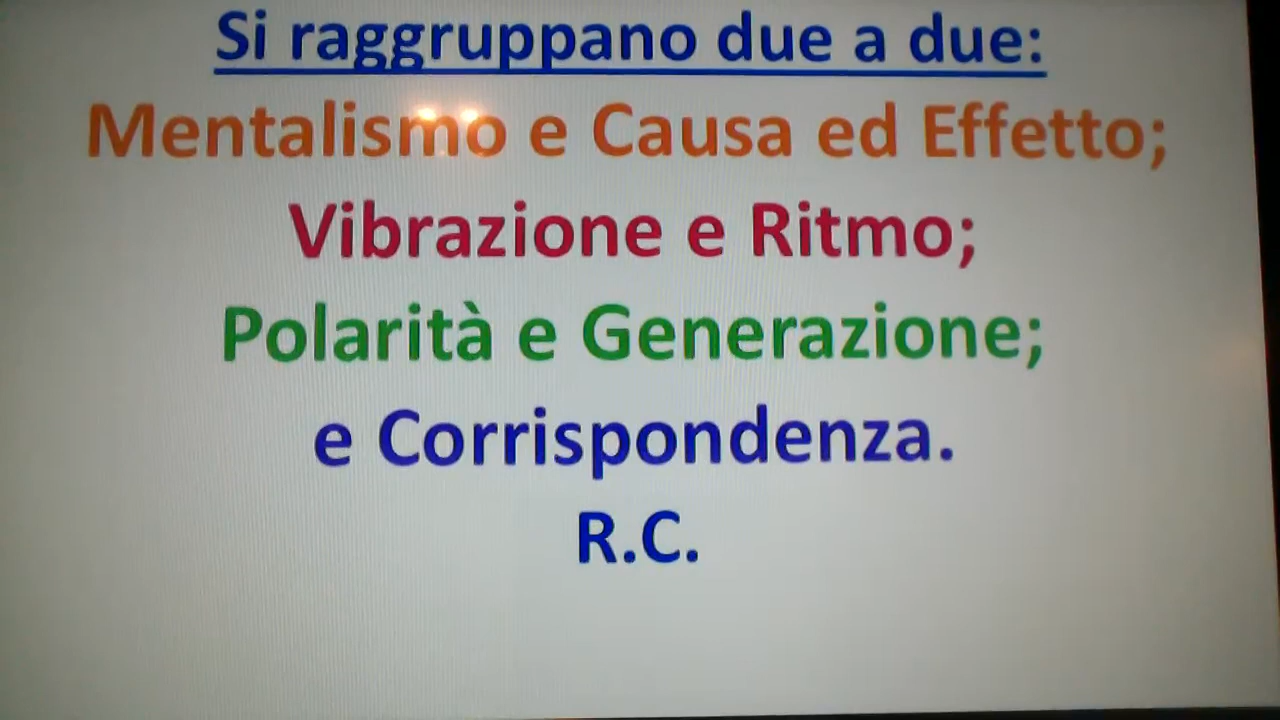 Si raggruppano due a due:
Mentalismo e Causa ed Effetto;
Vibrazione e Ritmo;
Polarità e Generazione;
e Corrispondenza.
R.C.